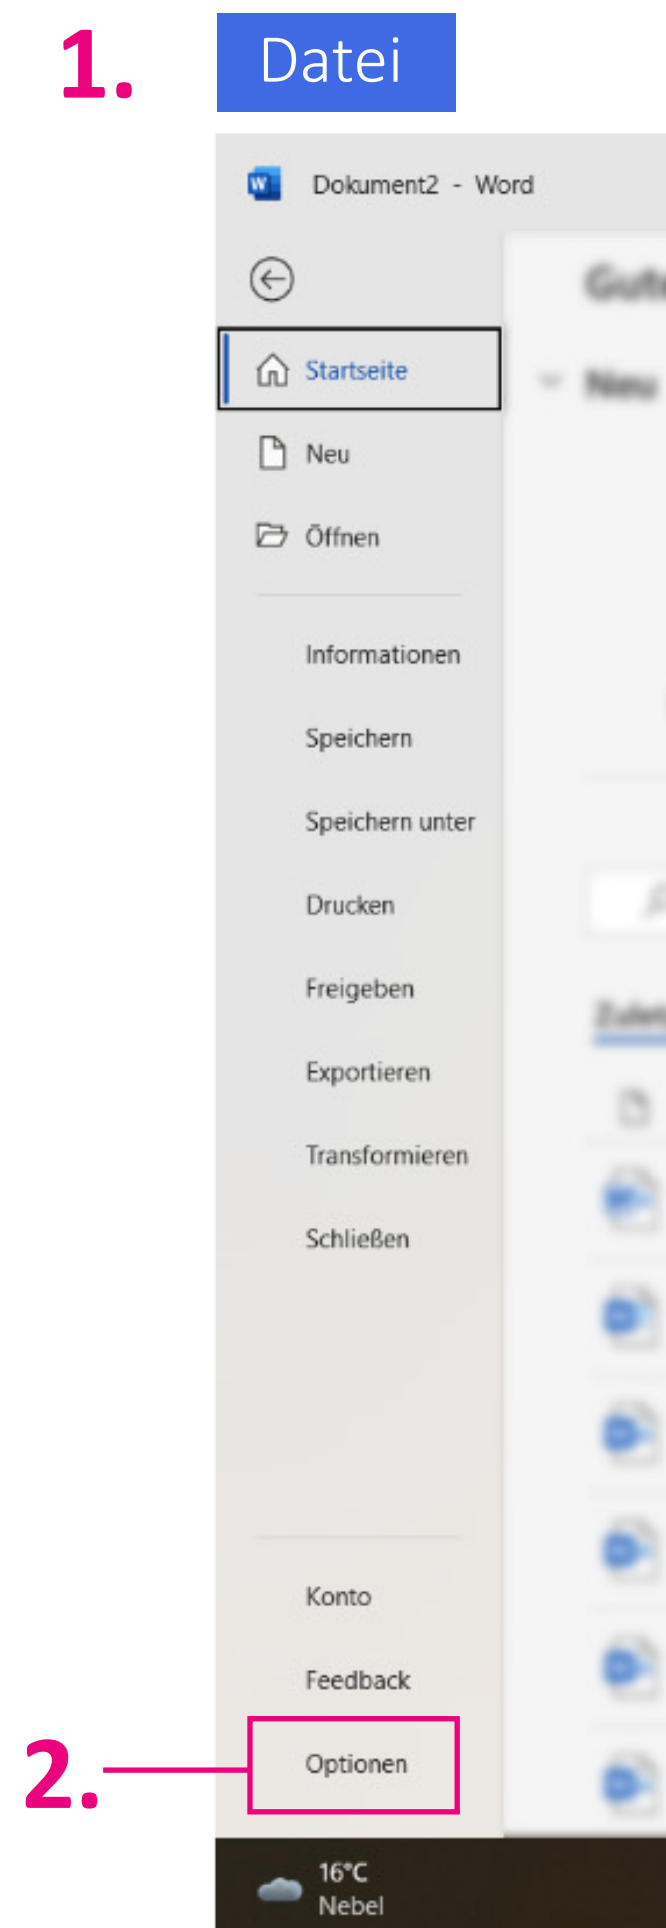 1. Datei
Dokument2 - Word
Startseite
Neu
Neu
Öffnen
Informationen
Speichern
Speichern unter
Drucken
Freigeben
Exportieren
Transformieren
Schließen
Konto
Feedback
2. Optionen
16°C
Nebel